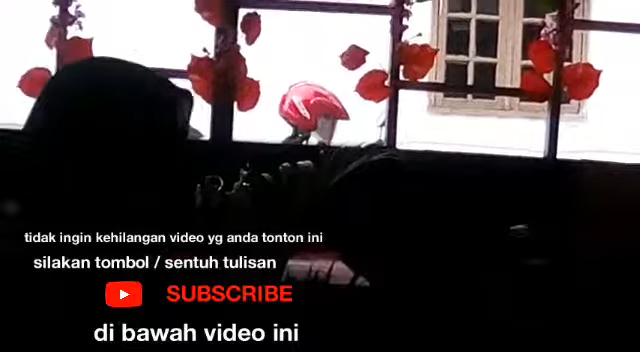 tidak ingin kehilangan video yg anda tonton ini
silakan tombol / sentuh tulisan
SUBSCRIBE
di bawah video ini